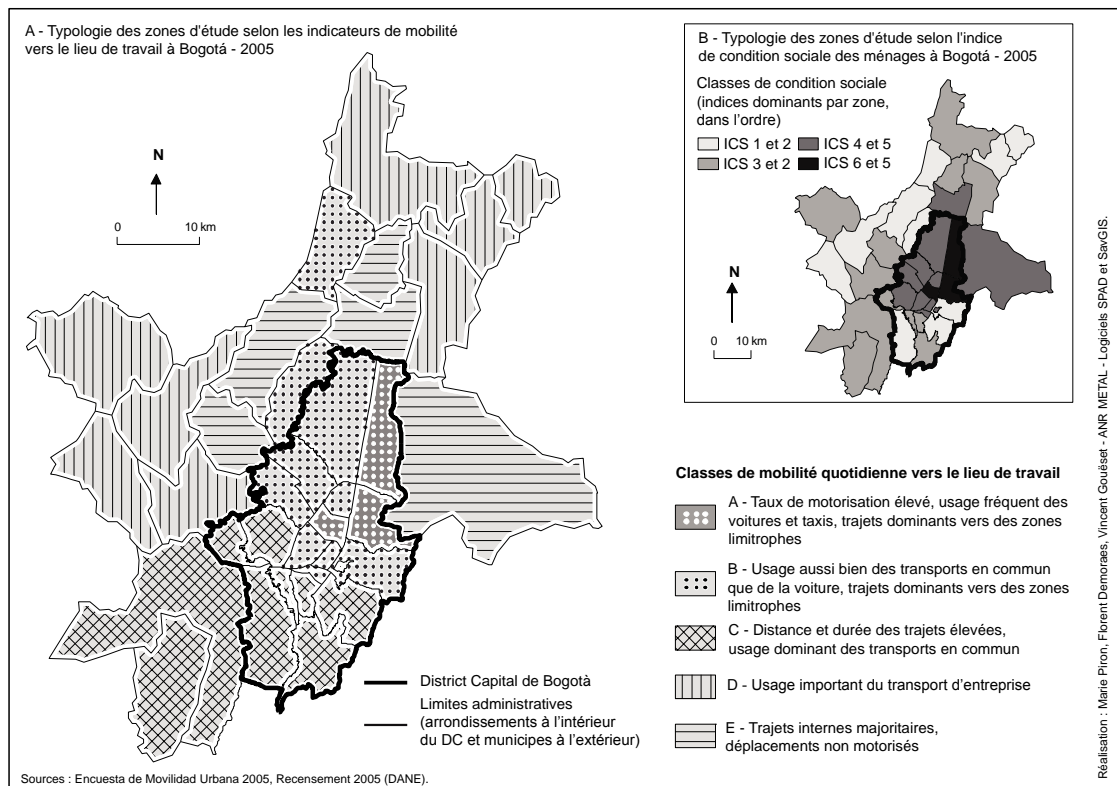 A - Typologie des zones d'étude selon les indicateurs de mobilité
vers le lieu de travail à Bogotá - 2005
N
0 10 km
B - Typologie des zones d'étude selon l'indice
de condition sociale des ménages à Bogotá - 2005
Classes de condition sociale
(indices dominants par zone,
dans l'ordre)
ICS 1 et 2 ICS 4 et 5
ICS 3 et 2 ICS 6 et 5
N
0 10 km
Classes de mobilité quotidienne vers le lieu de travail
A - Taux de motorisation élevé, usage fréquent des
voitures et taxis, trajets dominants vers des zones
limitrophes
B - Usage aussi bien des transports en commun
que de la voiture, trajets dominants vers des zones
limitrophes
C - Distance et durée des trajets élevées,
usage dominant des transports en commun
D - Usage important du transport d'entreprise
E - Trajets internes majoritaires,
déplacements non motorisés
District Capital de Bogotà
Limites administratives
(arrondissements à l'intérieur
du DC et municipes à l'extérieur)
Sources : Encuesta de Movilidad Urbana 2005, Recensement 2005 (DANE).
Réalisation : Marie Piron, Florent Demoraes, Vincent Gouëset - ANR METAL - Logiciels SPAD et SavGIS.